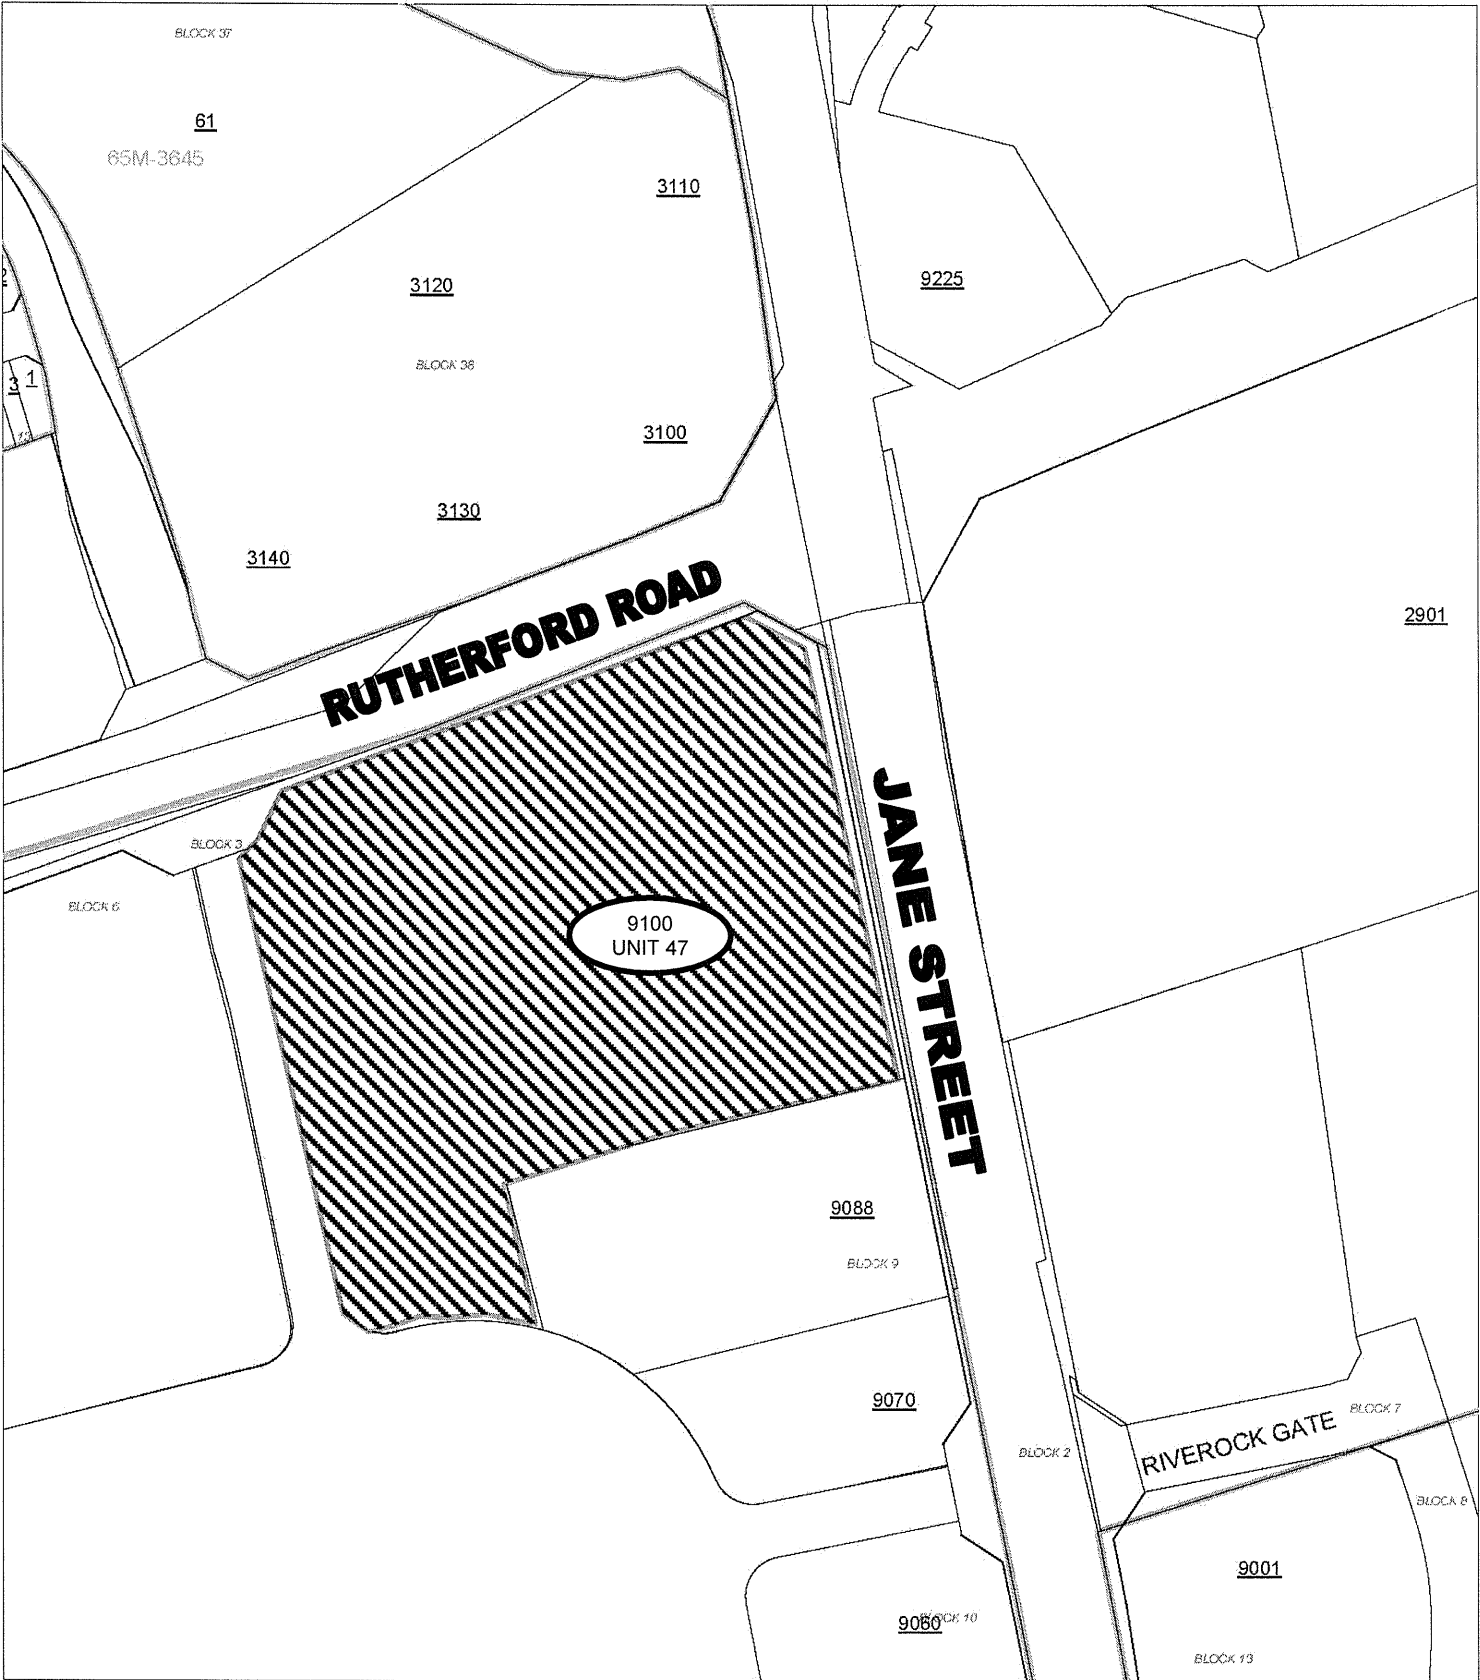 BLOCK 37
61
65M-3645
3110
3120
9225
BLOCK 38
3
1
3100
3130
3140
RUTHERFORD ROAD
2901
JANE STREET
BLOCK 3
BLOCK 6
9100
UNIT 47
9088
BLOCK 9
9070
BLOCK 7
RIVEROCK GATE
BLOCK 2
BLOCK 8
9001
9060
BLOCK 10
BLOCK 13